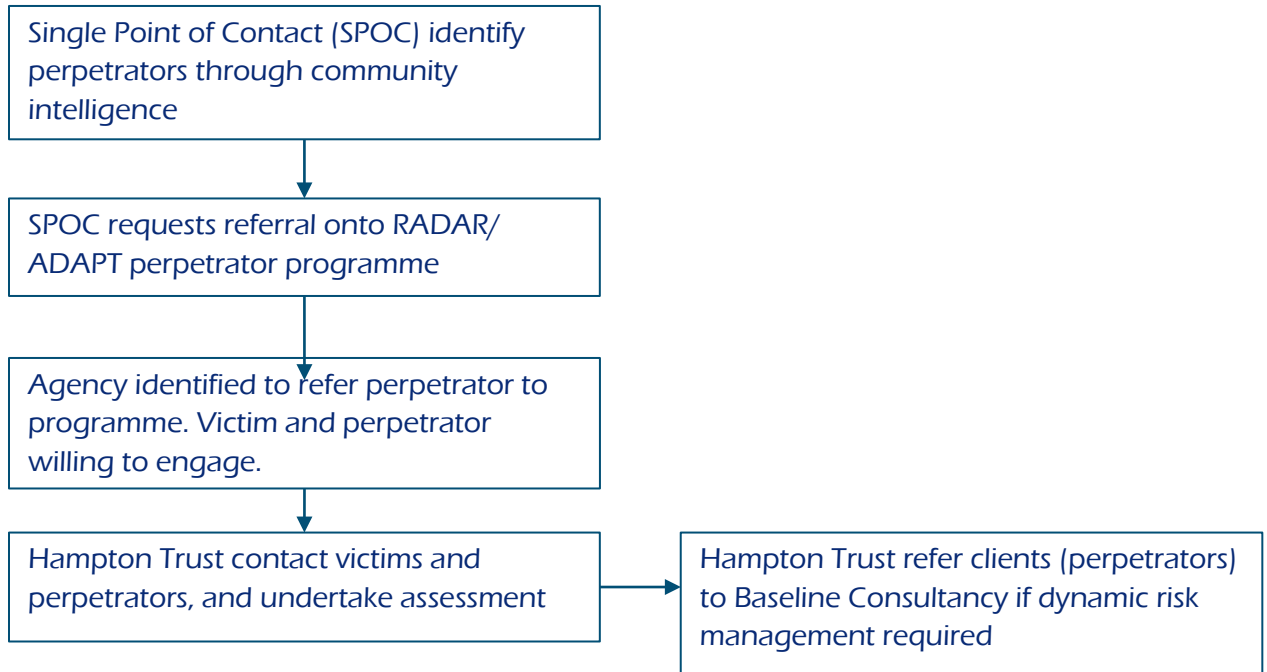 Single Point of Contact (SPOC) identify
perpetrators through community
intelligence
SPOC requests referral onto RADAR/
ADAPT perpetrator programme
Agency identified to refer perpetrator to
programme. Victim and perpetrator
willing to engage.
Hampton Trust contact victims and
perpetrators, and undertake assessment
Hampton Trust refer clients (perpetrators)
to Baseline Consultancy if dynamic risk
management required